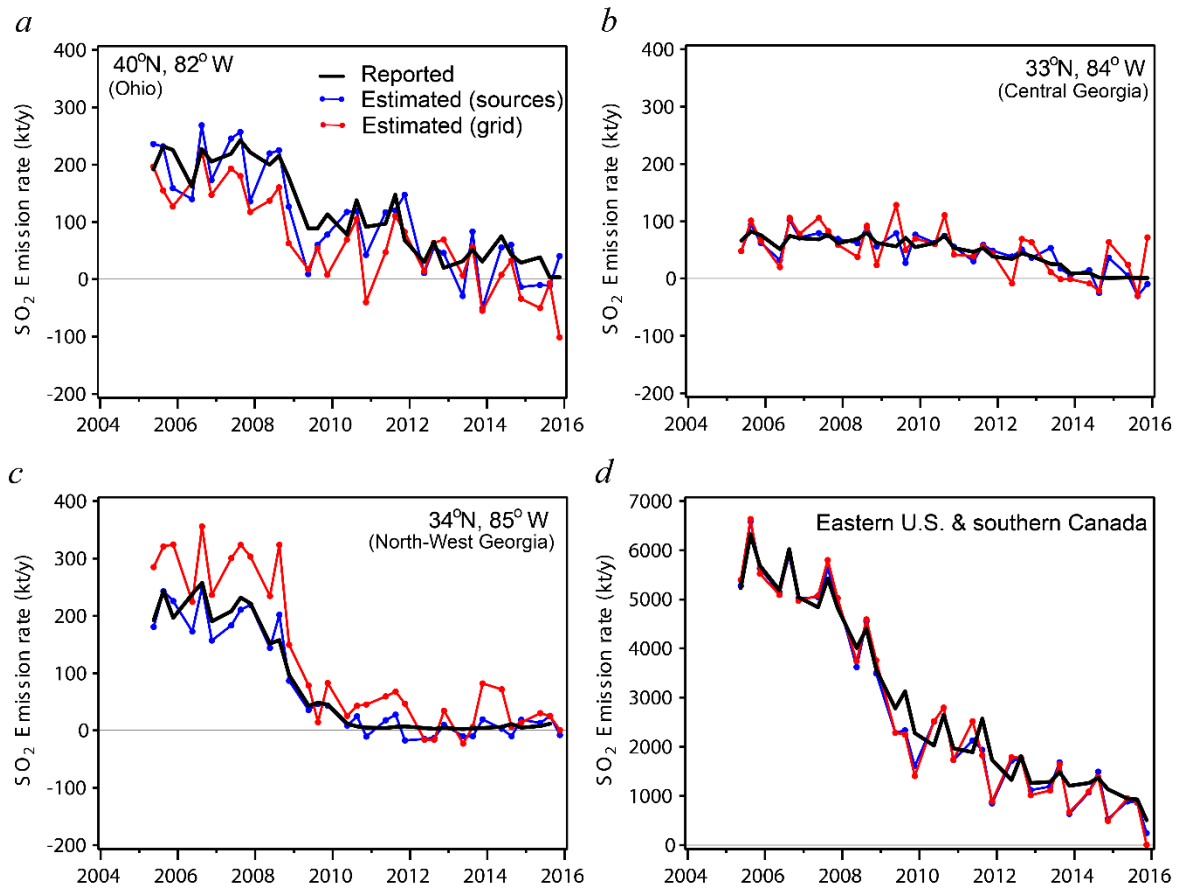 a
40°N, 82° W
(Ohio)
Reported
Estimated (sources)
Estimated (grid)
SO₂ Emission rate (kt/y)
400
300
200
100
0
-100
-200
2004 2006 2008 2010 2012 2014 2016
b
33°N, 84° W
(Central Georgia)
SO₂ Emission rate (kt/y)
400
300
200
100
0
-100
-200
2004 2006 2008 2010 2012 2014 2016
c
34°N, 85° W
(North-West Georgia)
SO₂ Emission rate (kt/y)
400
300
200
100
0
-100
-200
2004 2006 2008 2010 2012 2014 2016
d
Eastern U.S. & southern Canada
SO₂ Emission rate (kt/y)
7000
6000
5000
4000
3000
2000
1000
0
2004 2006 2008 2010 2012 2014 2016